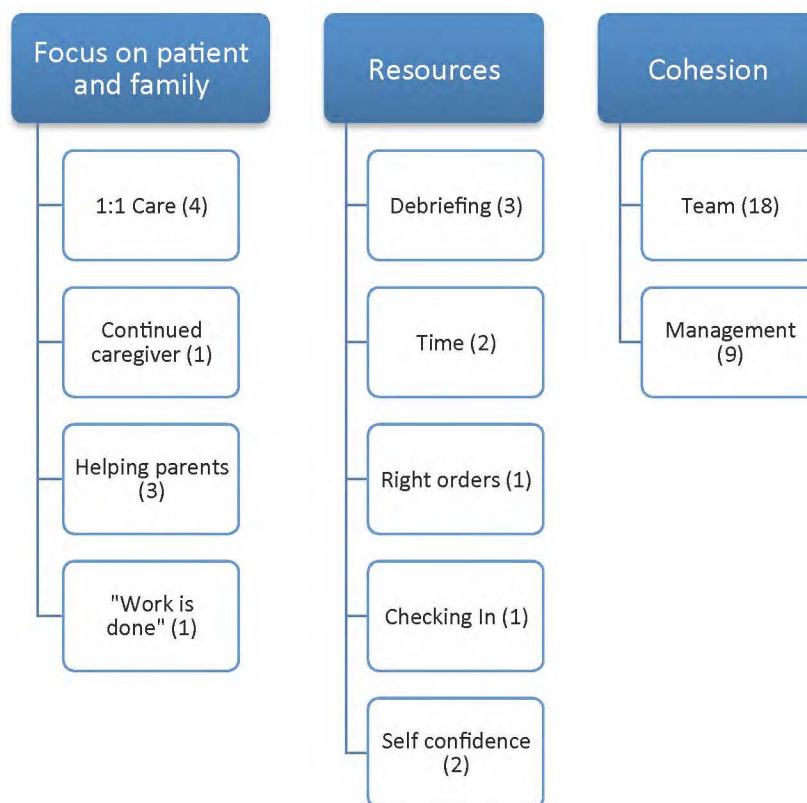 Focus on patient
and family
1:1 Care (4)
Continued
caregiver (1)
Helping parents
(3)
"Work is
done" (1)
Resources
Debriefing (3)
Time (2)
Right orders (1)
Checking In (1)
Self confidence
(2)
Cohesion
Team (18)
Management
(9)